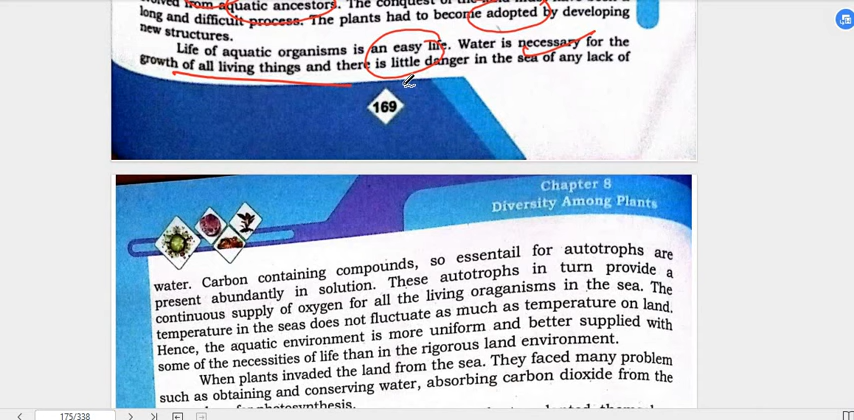 from aquatic ancestors. The conquest of
long and difficult process. The plants had to become adopted by developing
new structures.
Life of aquatic organisms is an easy life. Water is necessary for the
growth of all living things and there is little danger in the sea of any lack of
169
Chapter 8
Diversity Among Plants
water. Carbon containing compounds, so essentail for autotrophs are
present abundantly in solution. These autotrophs in turn provide a
continuous supply of oxygen for all the living oraganisms in the sea. The
temperature in the seas does not fluctuate as much as temperature on land.
Hence, the aquatic environment is more uniform and better supplied with
some of the necessities of life than in the rigorous land environment.
When plants invaded the land from the sea. They faced many problem
such as obtaining and conserving water, absorbing carbon dioxide from the
photosynthesis.
175/338